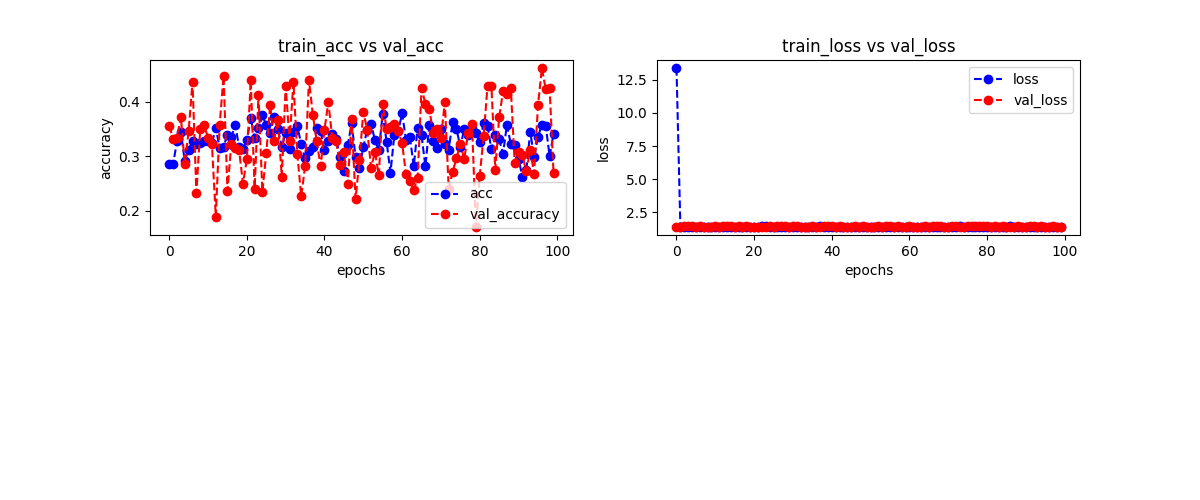 train_acc vs val_acc
accuracy
0.4
0.3
0.2
acc
val_accuracy
0 20 40 60 80 100
epochs
train_loss vs val_loss
loss
12.5
10.0
7.5
5.0
2.5
loss
val_loss
0 20 40 60 80 100
epochs